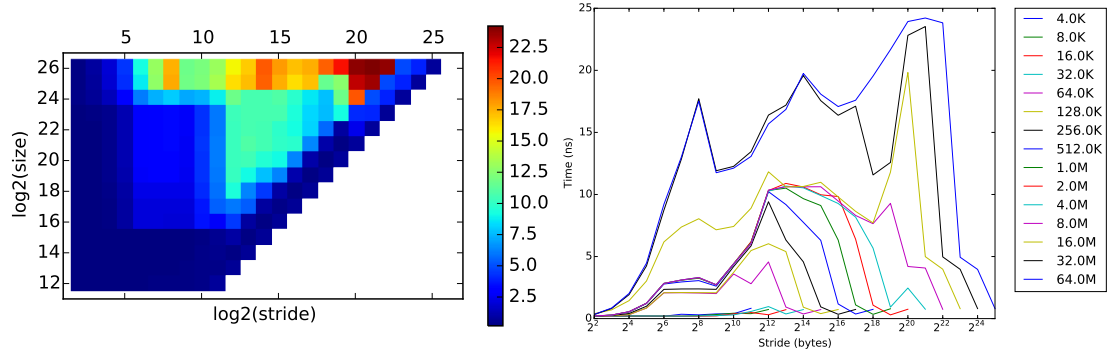 5 10 15 20 25
26
24
22
20
18
16
14
12
log2(size)
log2(stride)
22.5
20.0
17.5
15.0
12.5
10.0
7.5
5.0
2.5
25
20
15
10
5
0
Time (ns)
2^2 2^4 2^6 2^8 2^10 2^12 2^14 2^16 2^18 2^20 2^22 2^24
Stride (bytes)
4.0K
8.0K
16.0K
32.0K
64.0K
128.0K
256.0K
512.0K
1.0M
2.0M
4.0M
8.0M
16.0M
32.0M
64.0M